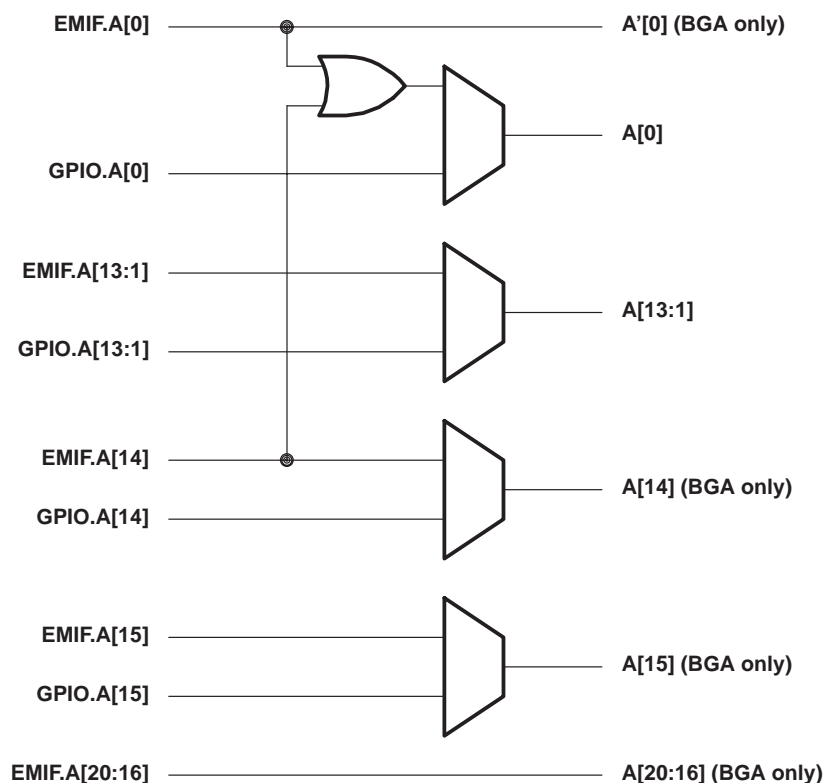 EMIF.A[0]
A’[0] (BGA only)
A[0]
GPIO.A[0]
EMIF.A[13:1]
A[13:1]
GPIO.A[13:1]
EMIF.A[14]
A[14] (BGA only)
GPIO.A[14]
EMIF.A[15]
A[15] (BGA only)
GPIO.A[15]
EMIF.A[20:16]
A[20:16] (BGA only)